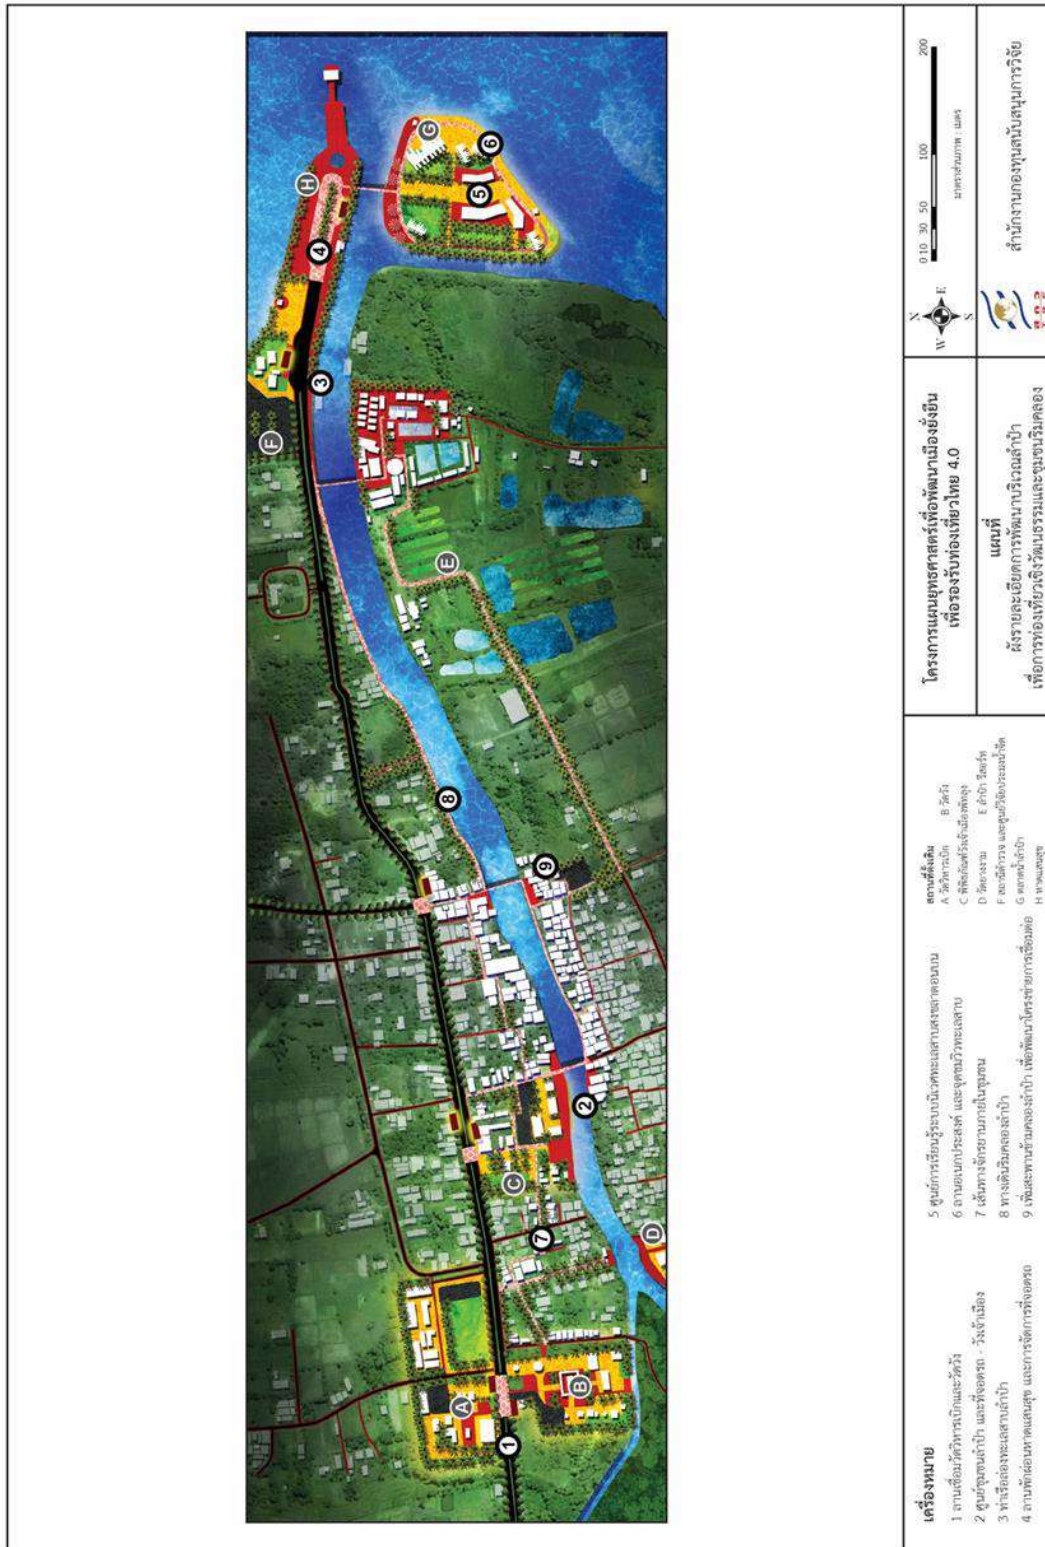 เครื่องหมาย
1 ลานเชื่อมวัดวิหารเบิกและวัดวัง
2 ศูนย์ชุมชนลำปำ และที่จอดรถ - วังเจ้าเมือง
3 ท่าเรือล่องทะเลสาบลำปำ
4 ลานพักผ่อนหาดแสนสุข และการจัดการที่จอดรถ
5 ศูนย์การเรียนรู้ระบบนิเวศทะเลสาบสงขลาตอนบน
6 ลานอเนกประสงค์ และจุดชมวิวทะเลสาบ
7 เส้นทางจักรยานภายในชุมชน
8 ทางเดินริมคลองลำปำ
9 เพิ่มสะพานข้ามคลองลำปำ เพื่อพัฒนาโครงข่ายการเชื่อมต่อ
สถานที่ดั้งเดิม
A วัดวิหารเบิก B วัดวัง
C พิพิธภัณฑ์วังเจ้าเมืองพัทลุง
D วัดยางงาม E ลำปำ รีสอร์ท
F สถานีตำรวจ และศูนย์วิจัยประมงน้ำจืด
G ตลาดน้ำลำปำ
H หาดแสนสุข
โครงการแผนยุทธศาสตร์เพื่อพัฒนาเมืองยั่งยืน
เพื่อรองรับท่องเที่ยวไทย 4.0
แผนที่
ผังรายละเอียดการพัฒนาบริเวณลำปำ
เพื่อการท่องเที่ยวเชิงวัฒนธรรมและชุมชนริมคลอง
N
W E
S
0 10 30 50 100 200
มาตราส่วนภาพ : เมตร
สกว
สำนักงานกองทุนสนับสนุนการวิจัย
A
B
C
D
E
F
G
H
1
2
3
4
5
6
7
8
9